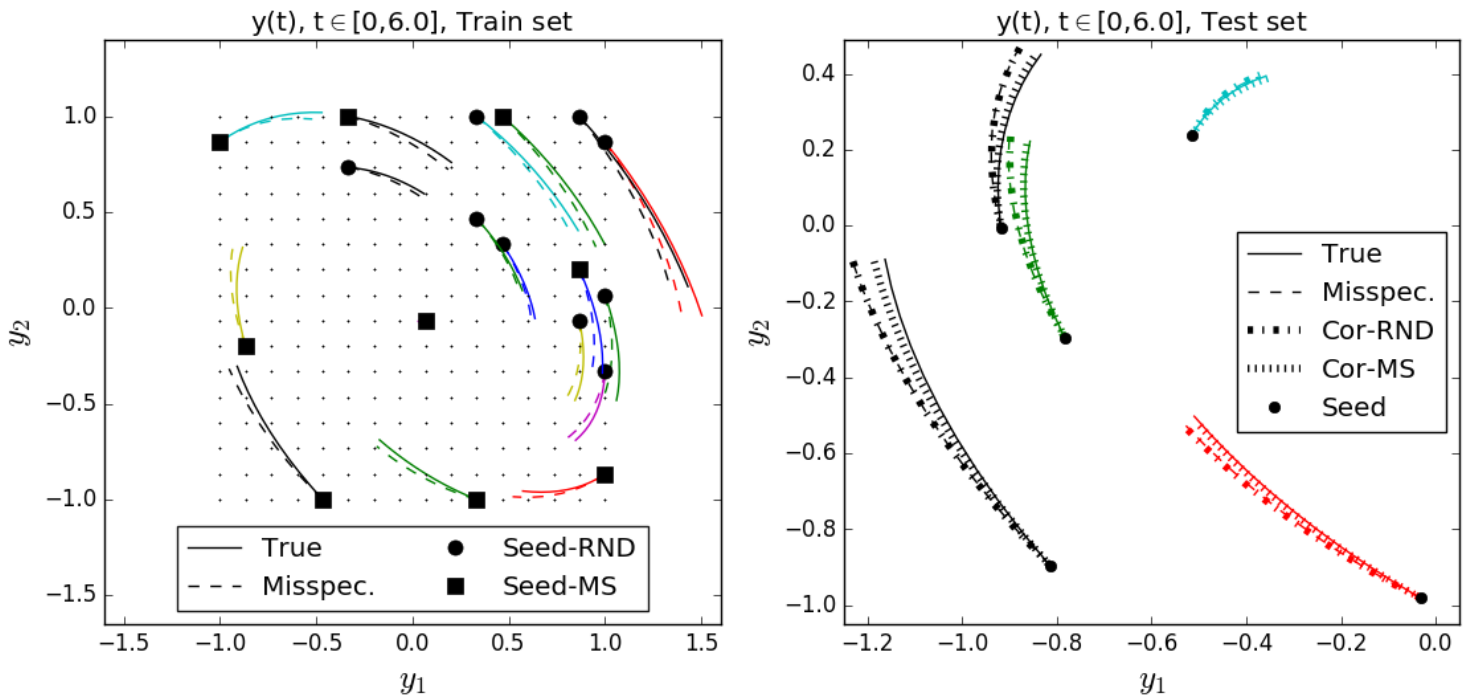 y(t), t∈[0,6.0], Train set
1.0
0.5
0.0
−0.5
−1.0
−1.5
y₂
−1.5 −1.0 −0.5 0.0 0.5 1.0 1.5
y₁
True
Misspec.
Seed-RND
Seed-MS
y(t), t∈[0,6.0], Test set
0.4
0.2
0.0
−0.2
−0.4
−0.6
−0.8
−1.0
y₂
−1.2 −1.0 −0.8 −0.6 −0.4 −0.2 0.0
y₁
True
Misspec.
Cor-RND
Cor-MS
Seed